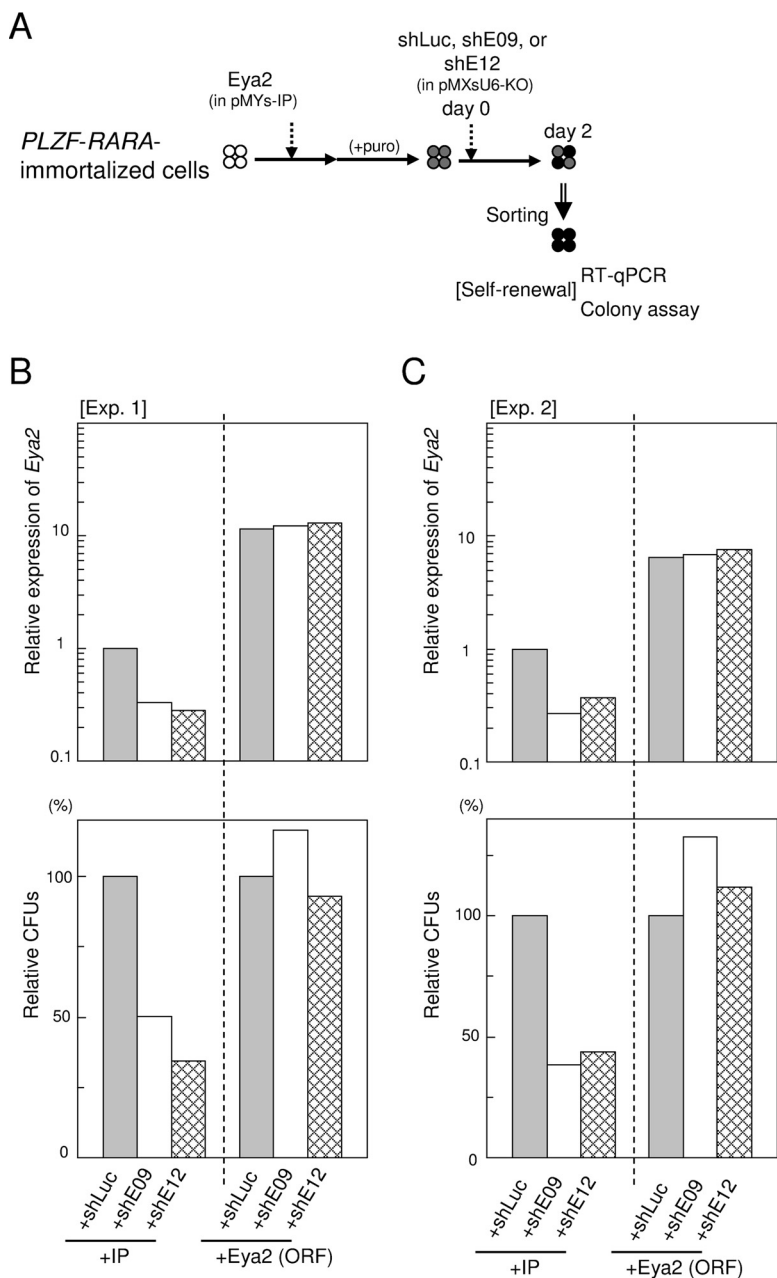 A
shLuc, shE09, or
shE12
(in pMXsU6-KO)
Eya2
(in pMYs-IP)
day 0
day 2
PLZF-RARA-
immortalized cells
(+puro)
Sorting
[Self-renewal]
RT-qPCR
Colony assay
B
[Exp. 1]
Relative expression of Eya2
10
1
0.1
(%)
Relative CFUs
100
50
0
+shLuc
+shE09
+shE12
+shLuc
+shE09
+shE12
+IP
+Eya2 (ORF)
C
[Exp. 2]
Relative expression of Eya2
10
1
0.1
(%)
Relative CFUs
100
50
0
+shLuc
+shE09
+shE12
+shLuc
+shE09
+shE12
+IP
+Eya2 (ORF)